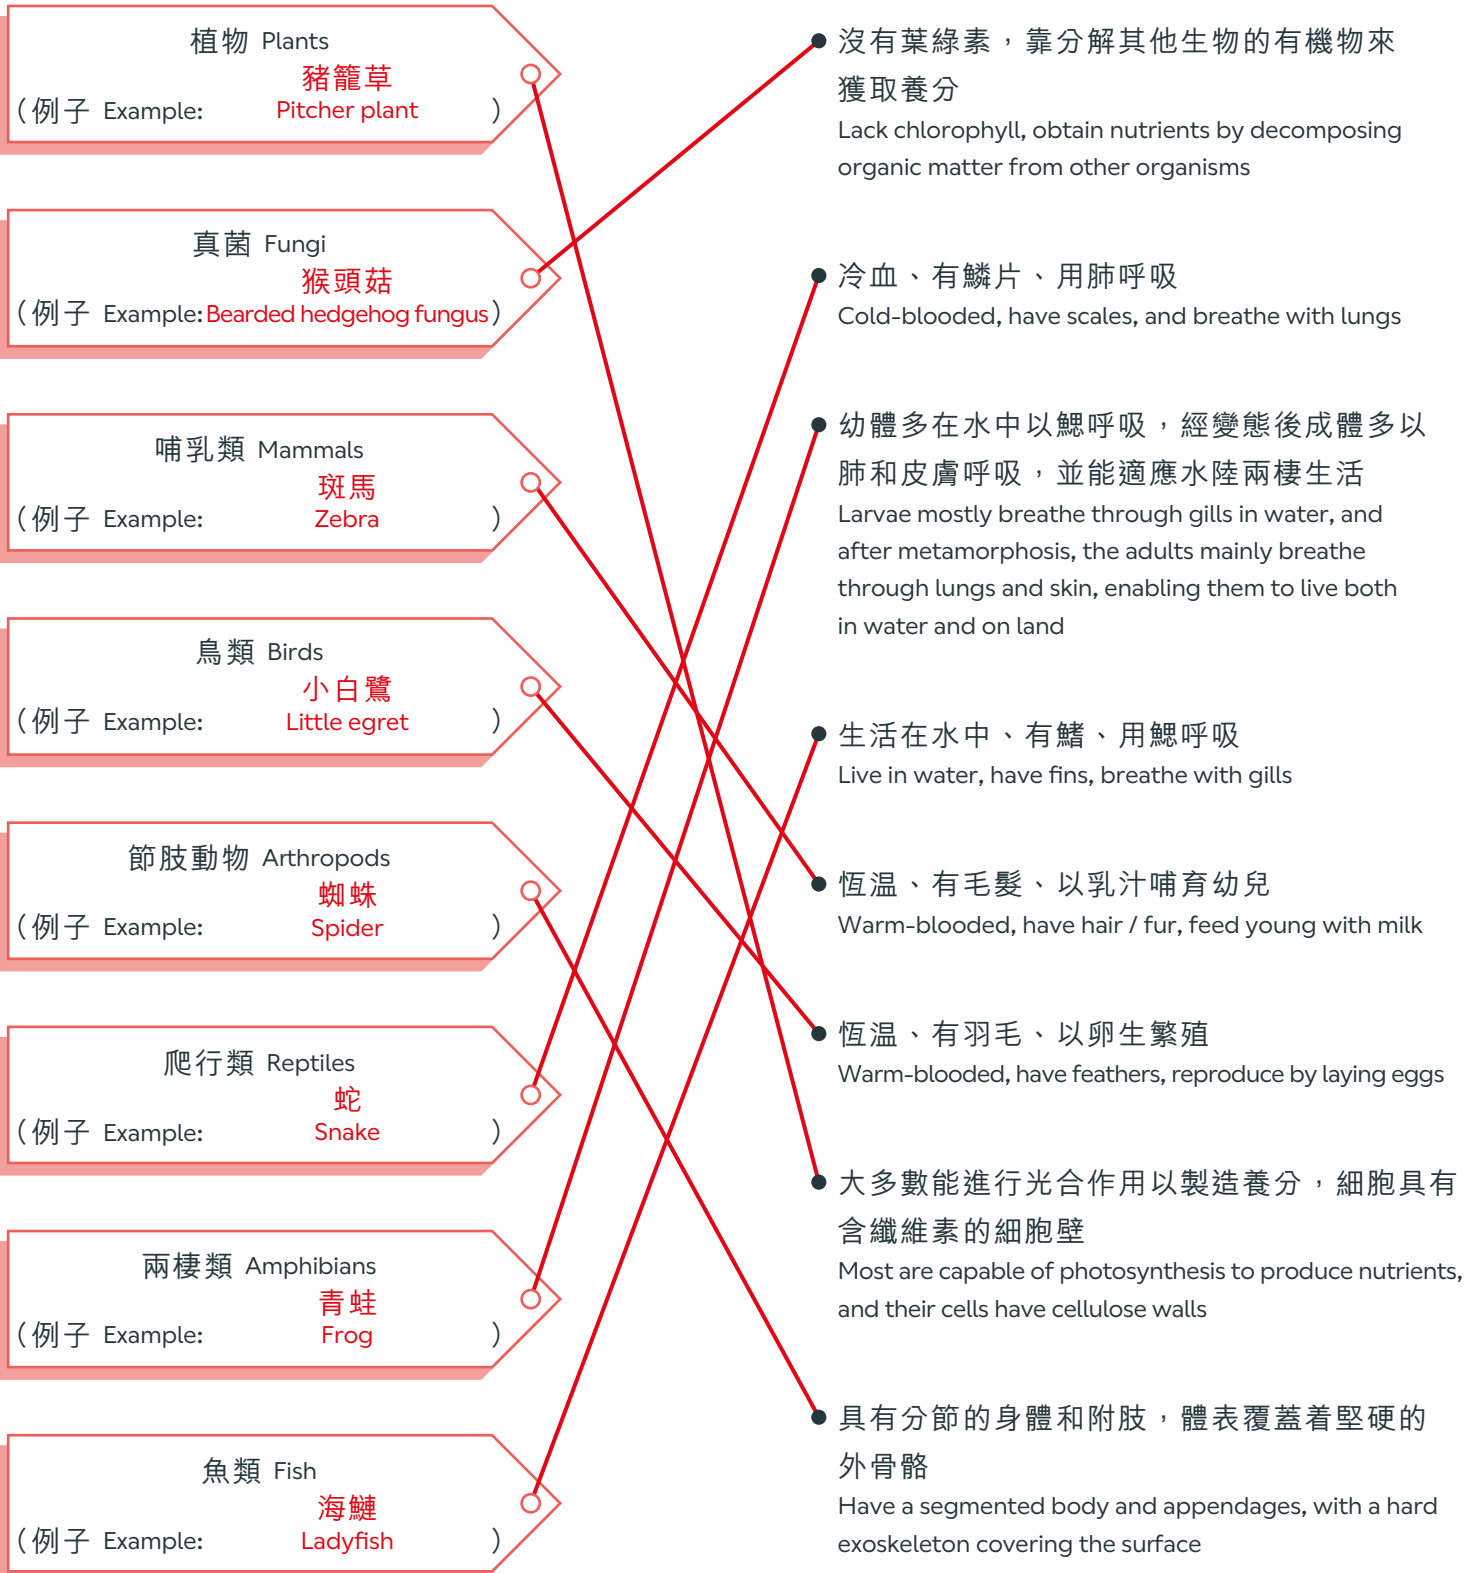 植物 Plants
豬籠草
（例子 Example: Pitcher plant ）
真菌 Fungi
猴頭菇
（例子 Example: Bearded hedgehog fungus）
哺乳類 Mammals
斑馬
（例子 Example: Zebra ）
鳥類 Birds
小白鷺
（例子 Example: Little egret ）
節肢動物 Arthropods
蜘蛛
（例子 Example: Spider ）
爬行類 Reptiles
蛇
（例子 Example: Snake ）
兩棲類 Amphibians
青蛙
（例子 Example: Frog ）
魚類 Fish
海鰱
（例子 Example: Ladyfish ）
沒有葉綠素，靠分解其他生物的有機物來
獲取養分
Lack chlorophyll, obtain nutrients by decomposing
organic matter from other organisms
冷血、有鱗片、用肺呼吸
Cold-blooded, have scales, and breathe with lungs
幼體多在水中以鰓呼吸，經變態後成體多以
肺和皮膚呼吸，並能適應水陸兩棲生活
Larvae mostly breathe through gills in water, and
after metamorphosis, the adults mainly breathe
through lungs and skin, enabling them to live both
in water and on land
生活在水中、有鰭、用鰓呼吸
Live in water, have fins, breathe with gills
恆温、有毛髮、以乳汁哺育幼兒
Warm-blooded, have hair / fur, feed young with milk
恆温、有羽毛、以卵生繁殖
Warm-blooded, have feathers, reproduce by laying eggs
大多數能進行光合作用以製造養分，細胞具有
含纖維素的細胞壁
Most are capable of photosynthesis to produce nutrients,
and their cells have cellulose walls
具有分節的身體和附肢，體表覆蓋着堅硬的
外骨骼
Have a segmented body and appendages, with a hard
exoskeleton covering the surface